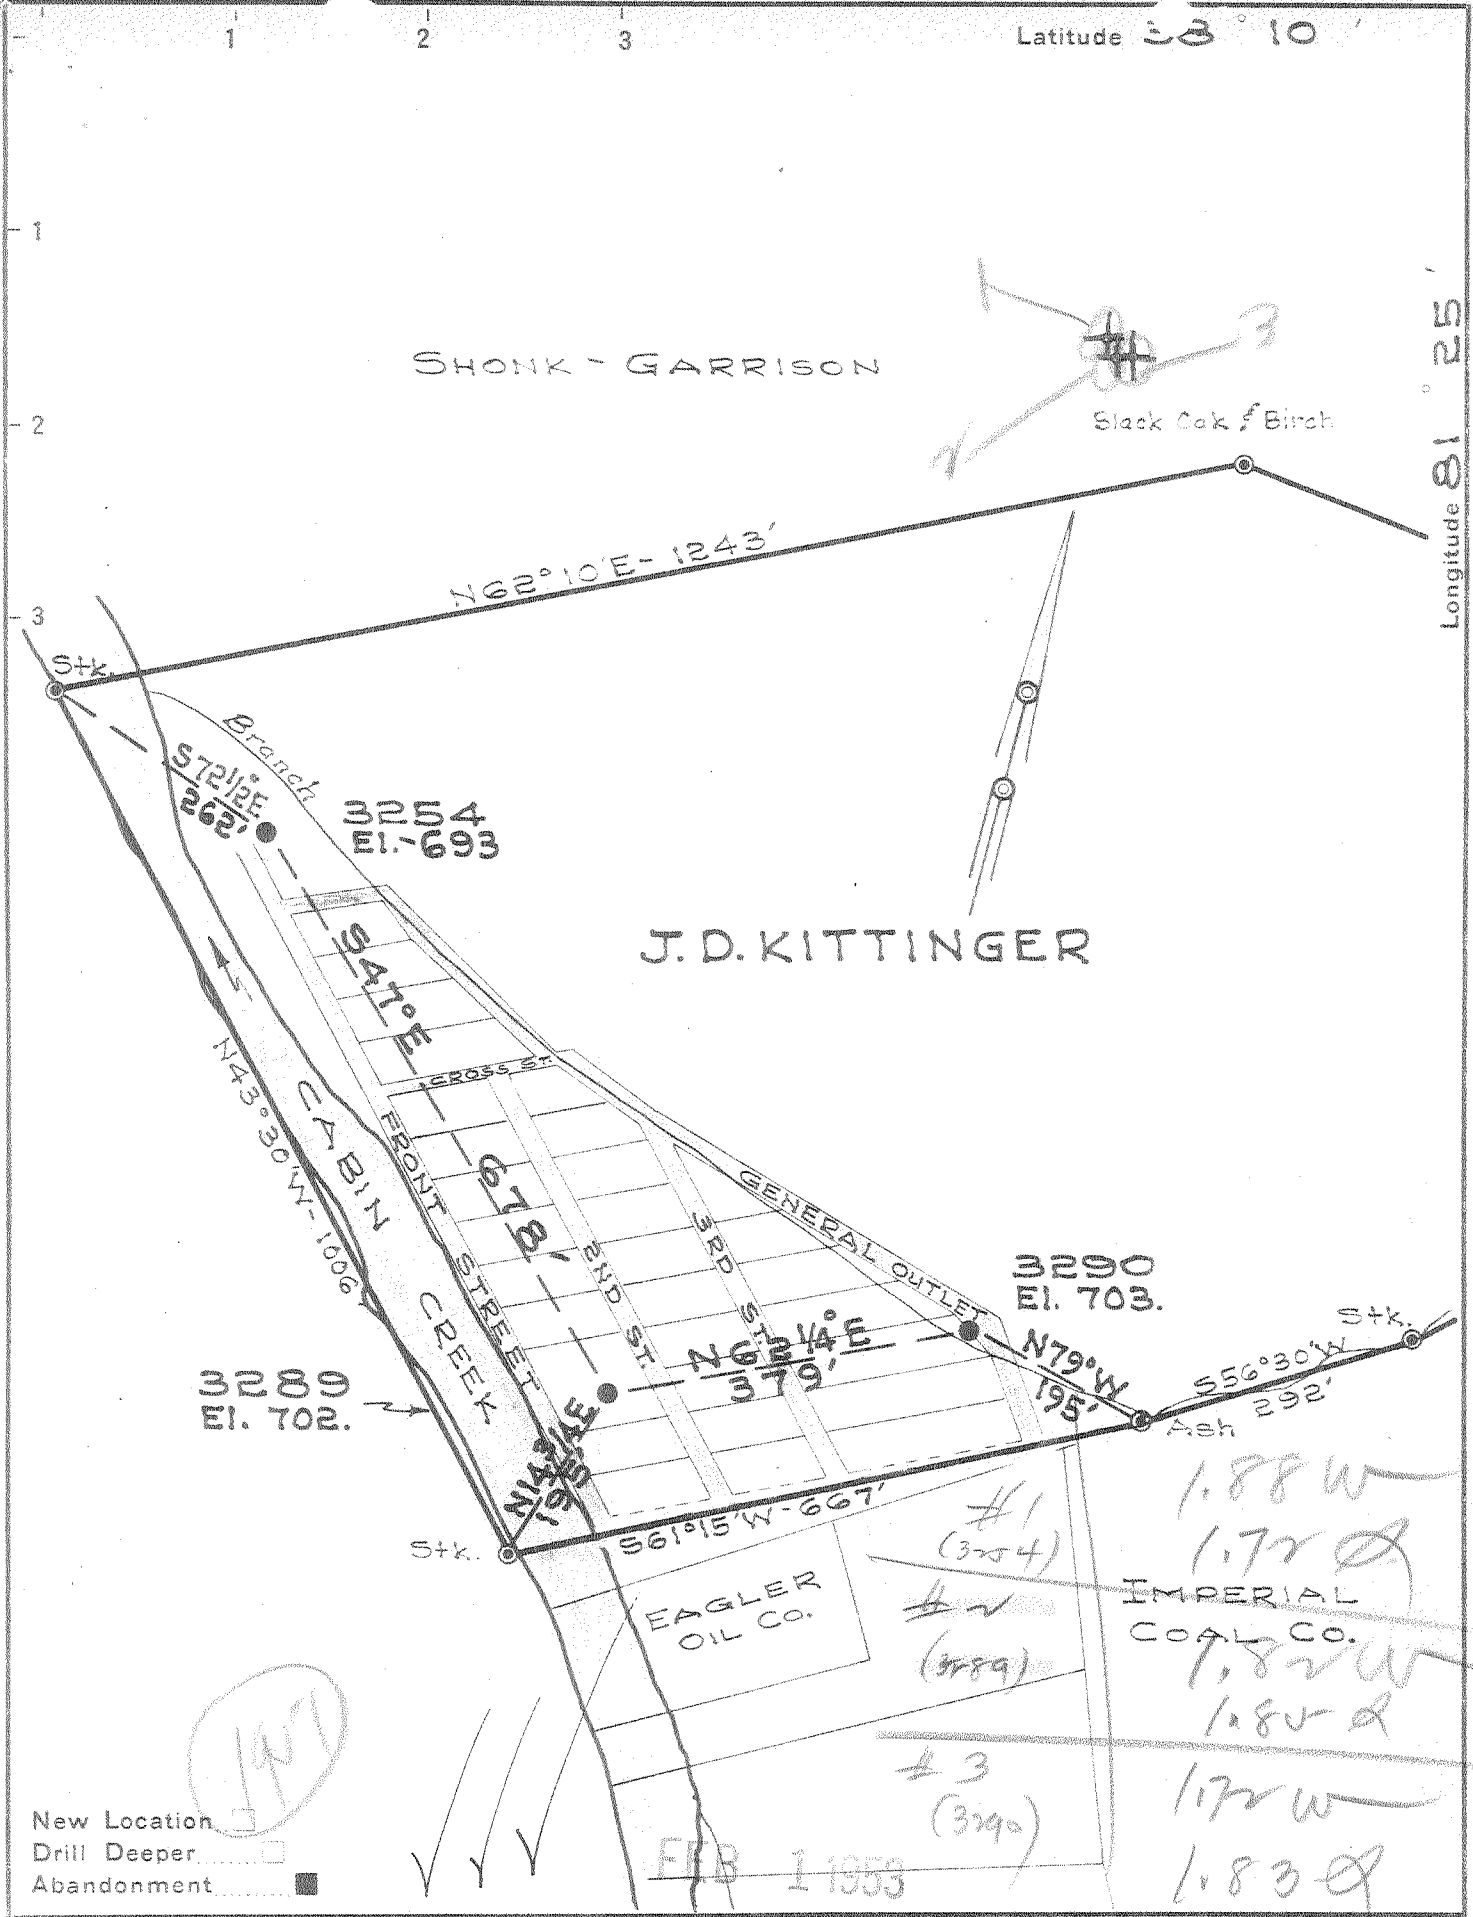 1 2 3
Latitude 38° 10'
1
2
3
Longitude 81° 25'
1
3
2
SHONK - GARRISON
Black Oak & Birch
N62°10'E- 1243'
Stk.
Branch
S72½°E
262'
3254
El.-693
J.D. KITTINGER
S47°E
678'
CROSS ST.
N43°30'W-1006'
CABIN CREEK
FRONT STREET
2ND ST.
3RD ST.
GENERAL OUTLET
3290
El. 703.
Stk.
N62¼°E
379'
N79°W
195'
S56°30'W
292'
Ash
3289
El. 702.
N14¾E
Stk.
S61°15'W-667'
EAGLER
OIL CO.
IMPERIAL
COAL CO.
#1
(3254)
#2
(3289)
#3
(3290)
1.88 W
1.72
1.82 W
1.72 W
1.83
New Location
Drill Deeper
Abandonment
FEB 1 1953